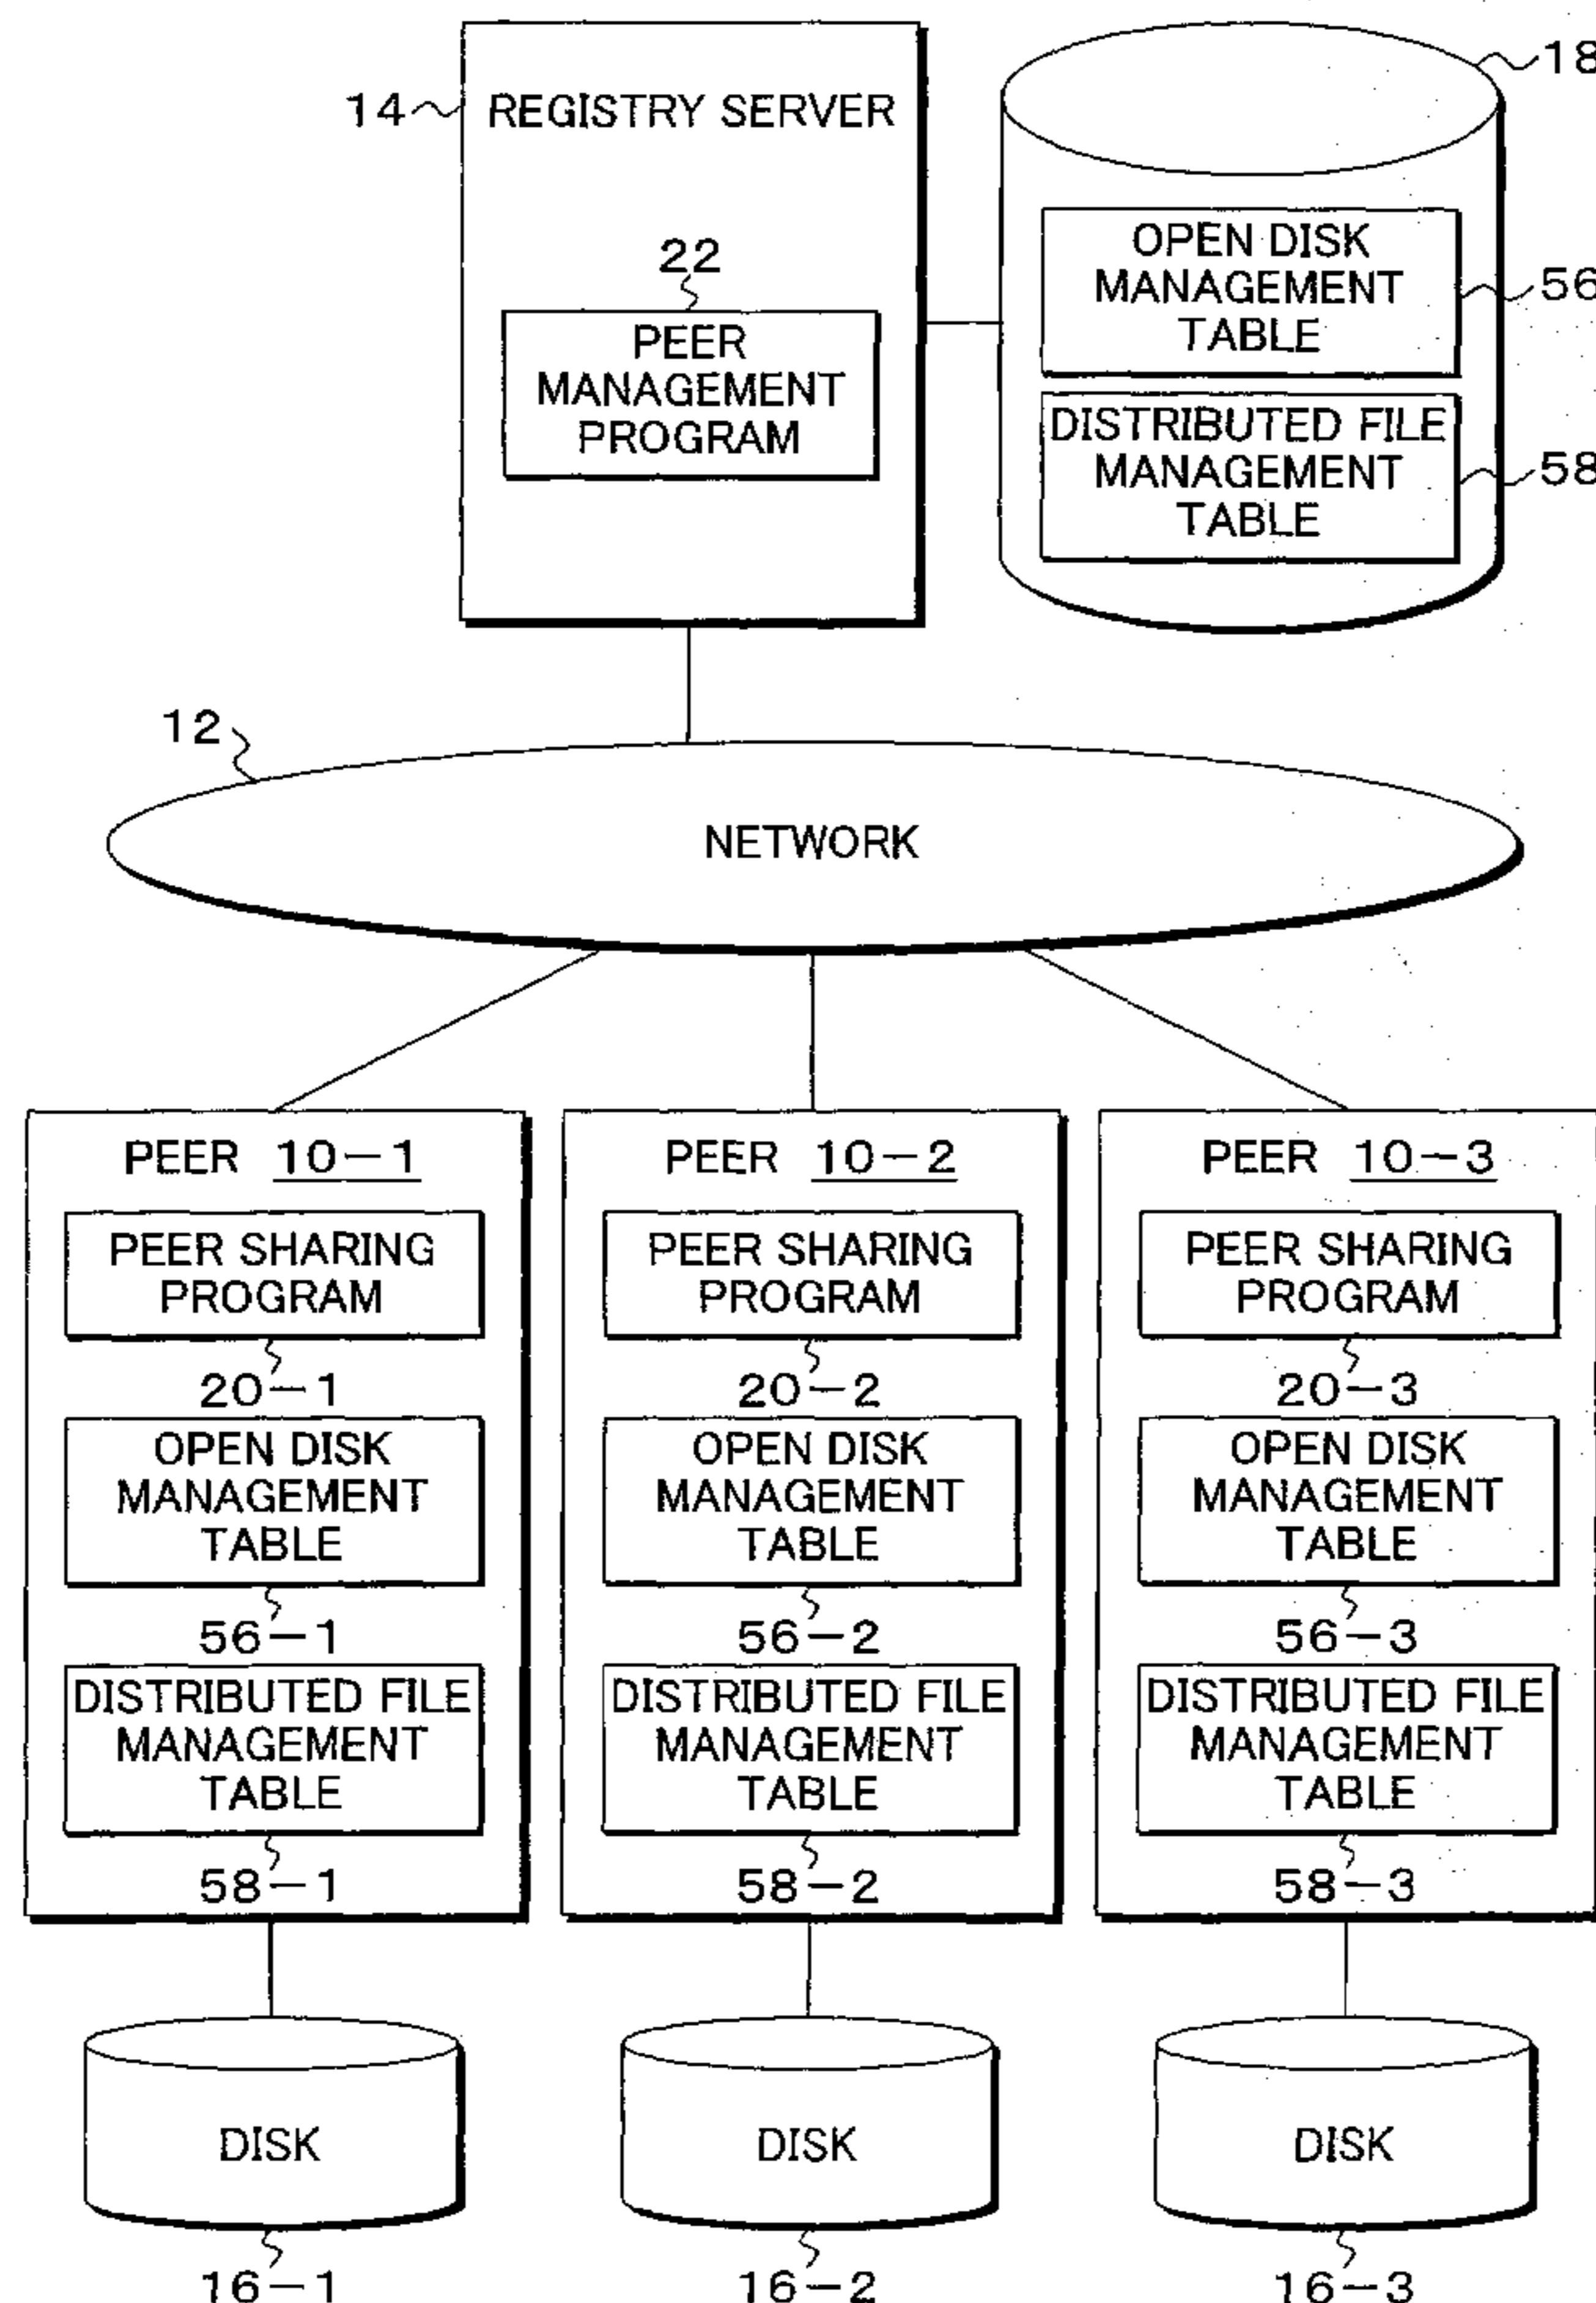 18
14
REGISTRY SERVER
22
PEER
MANAGEMENT
PROGRAM
OPEN DISK
MANAGEMENT
TABLE
56
DISTRIBUTED FILE
MANAGEMENT
TABLE
58
12
NETWORK
PEER 10-1
PEER SHARING
PROGRAM
20-1
OPEN DISK
MANAGEMENT
TABLE
56-1
DISTRIBUTED FILE
MANAGEMENT
TABLE
58-1
DISK
16-1
PEER 10-2
PEER SHARING
PROGRAM
20-2
OPEN DISK
MANAGEMENT
TABLE
56-2
DISTRIBUTED FILE
MANAGEMENT
TABLE
58-2
DISK
16-2
PEER 10-3
PEER SHARING
PROGRAM
20-3
OPEN DISK
MANAGEMENT
TABLE
56-3
DISTRIBUTED FILE
MANAGEMENT
TABLE
58-3
DISK
16-3